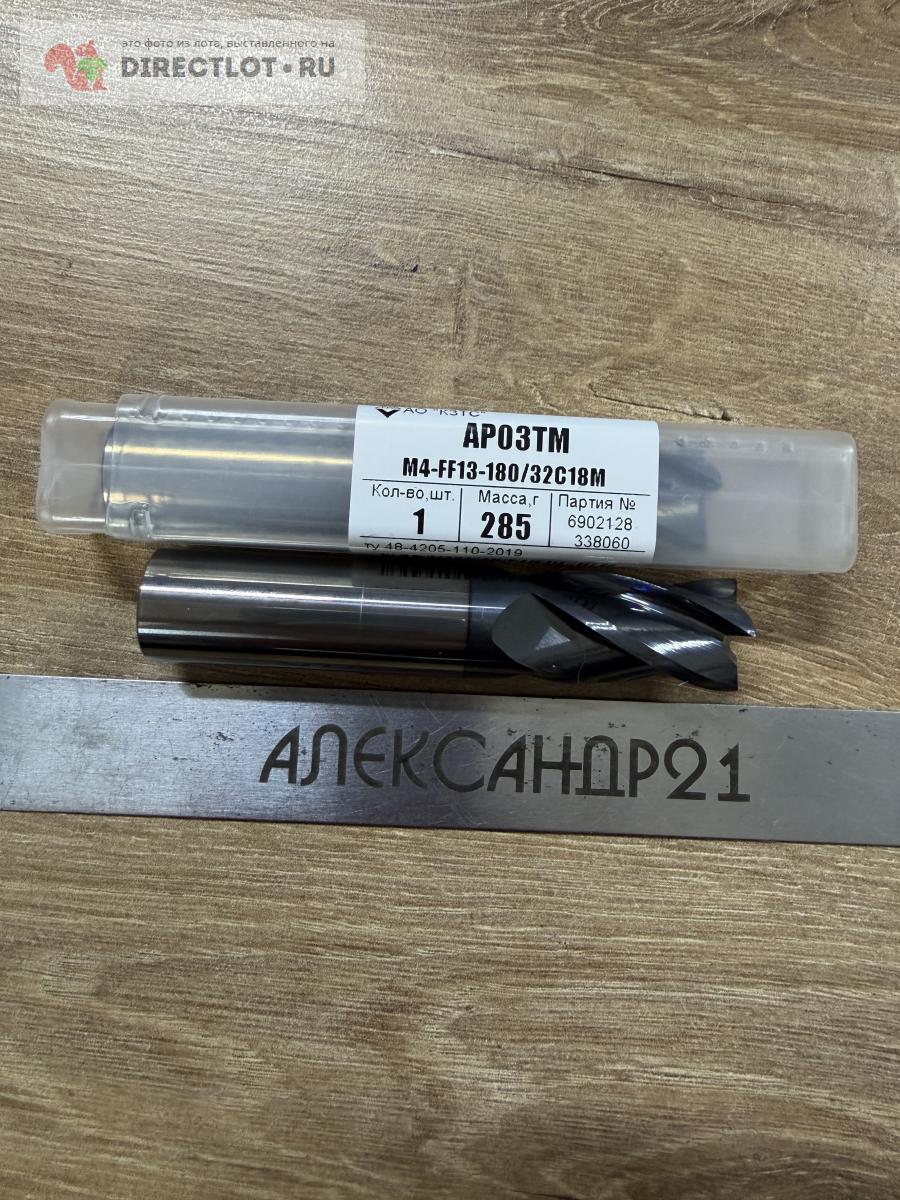 это фото из лота, выставленного на
DIRECTLOT.RU
АО "КЗТС"
AP03TM
M4-FF13-180/32C18M
Кол-во,шт. Масса,г Партия №
1 285 6902128
338060
ту 48-4205-110-2019
АЛЕКСАНДР21